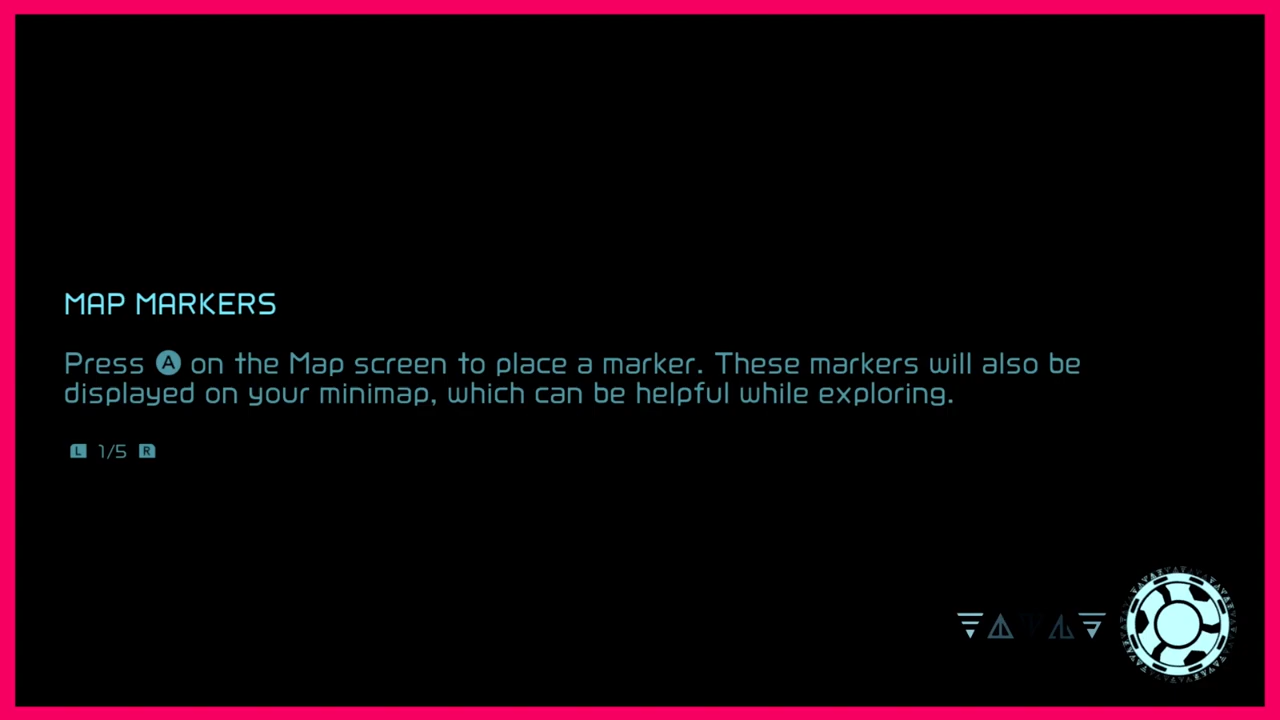 MAP MARKERS
Press A on the Map screen to place a marker. These markers will also be
displayed on your minimap, which can be helpful while exploring.
L 1/5 R